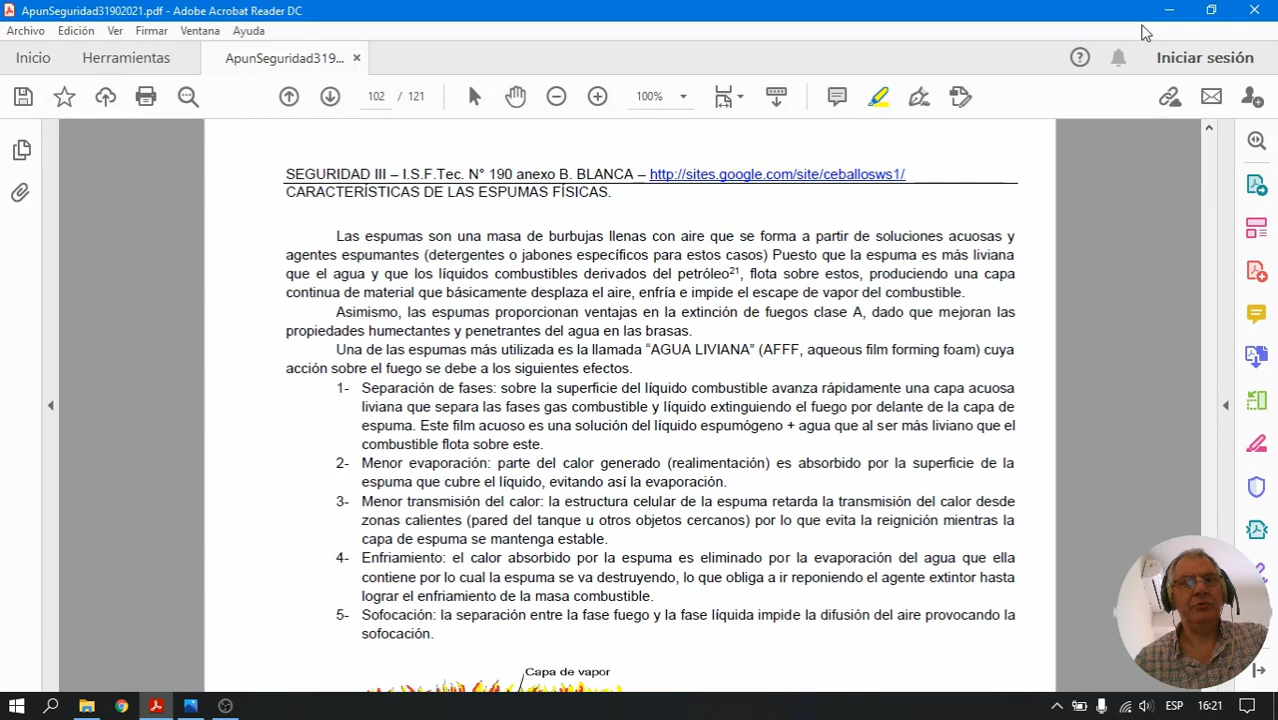 ApunSeguridad31902021.pdf - Adobe Acrobat Reader DC
Archivo Edición Ver Firmar Ventana Ayuda
Inicio Herramientas ApunSeguridad319... × Iniciar sesión
102 / 121 100%
SEGURIDAD III – I.S.F.Tec. N° 190 anexo B. BLANCA – http://sites.google.com/site/ceballosws1/
CARACTERÍSTICAS DE LAS ESPUMAS FÍSICAS.
Las espumas son una masa de burbujas llenas con aire que se forma a partir de soluciones acuosas y
agentes espumantes (detergentes o jabones específicos para estos casos) Puesto que la espuma es más liviana
que el agua y que los líquidos combustibles derivados del petróleo21, flota sobre estos, produciendo una capa
continua de material que básicamente desplaza el aire, enfría e impide el escape de vapor del combustible.
Asimismo, las espumas proporcionan ventajas en la extinción de fuegos clase A, dado que mejoran las
propiedades humectantes y penetrantes del agua en las brasas.
Una de las espumas más utilizada es la llamada “AGUA LIVIANA” (AFFF, aqueous film forming foam) cuya
acción sobre el fuego se debe a los siguientes efectos.
1- Separación de fases: sobre la superficie del líquido combustible avanza rápidamente una capa acuosa
liviana que separa las fases gas combustible y líquido extinguiendo el fuego por delante de la capa de
espuma. Este film acuoso es una solución del líquido espumógeno + agua que al ser más liviano que el
combustible flota sobre este.
2- Menor evaporación: parte del calor generado (realimentación) es absorbido por la superficie de la
espuma que cubre el líquido, evitando así la evaporación.
3- Menor transmisión del calor: la estructura celular de la espuma retarda la transmisión del calor desde
zonas calientes (pared del tanque u otros objetos cercanos) por lo que evita la reignición mientras la
capa de espuma se mantenga estable.
4- Enfriamiento: el calor absorbido por la espuma es eliminado por la evaporación del agua que ella
contiene por lo cual la espuma se va destruyendo, lo que obliga a ir reponiendo el agente extintor hasta
lograr el enfriamiento de la masa combustible.
5- Sofocación: la separación entre la fase fuego y la fase líquida impide la difusión del aire provocando la
sofocación.
Capa de vapor
ESP 16:21